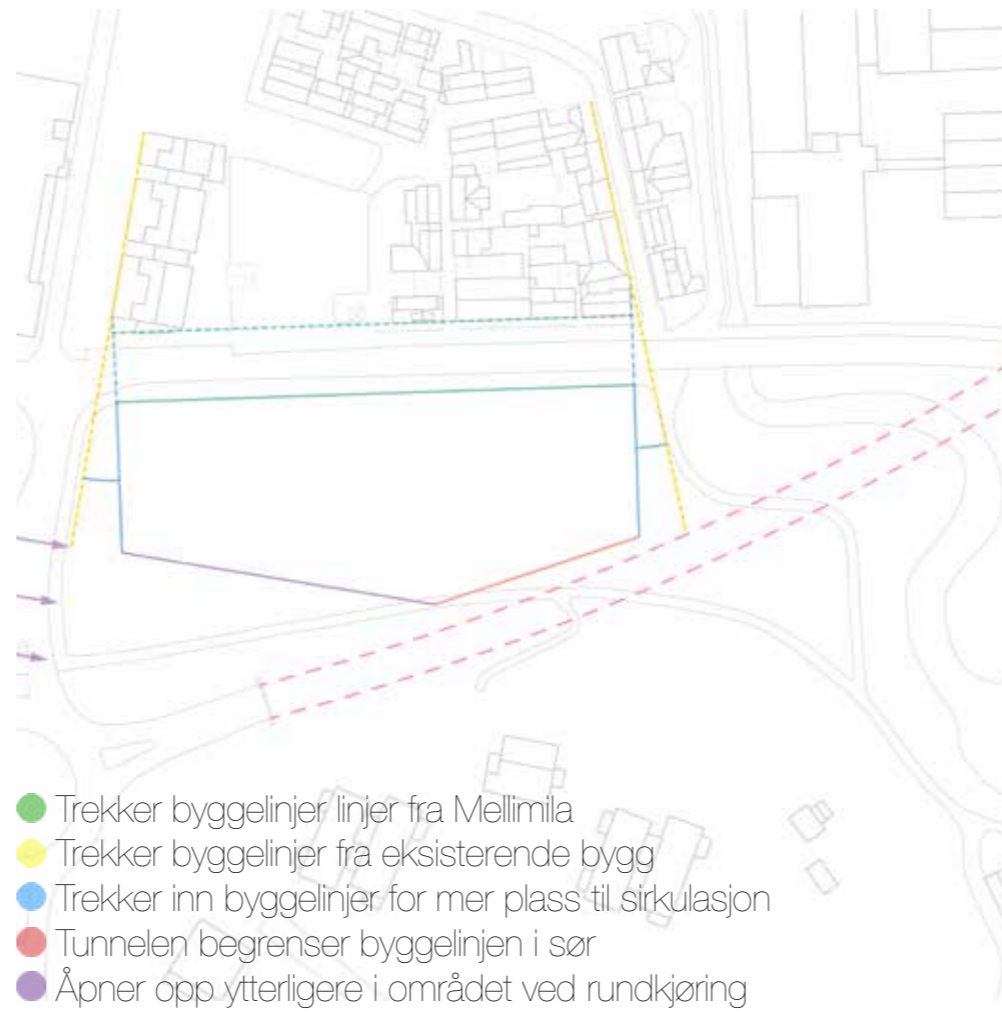 Trekker byggelinjer linjer fra Mellimila
Trekker byggelinjer fra eksisterende bygg
Trekker inn byggelinjer for mer plass til sirkulasjon
Tunnelen begrenser byggelinjen i sør
Åpner opp ytterligere i området ved rundkjøring